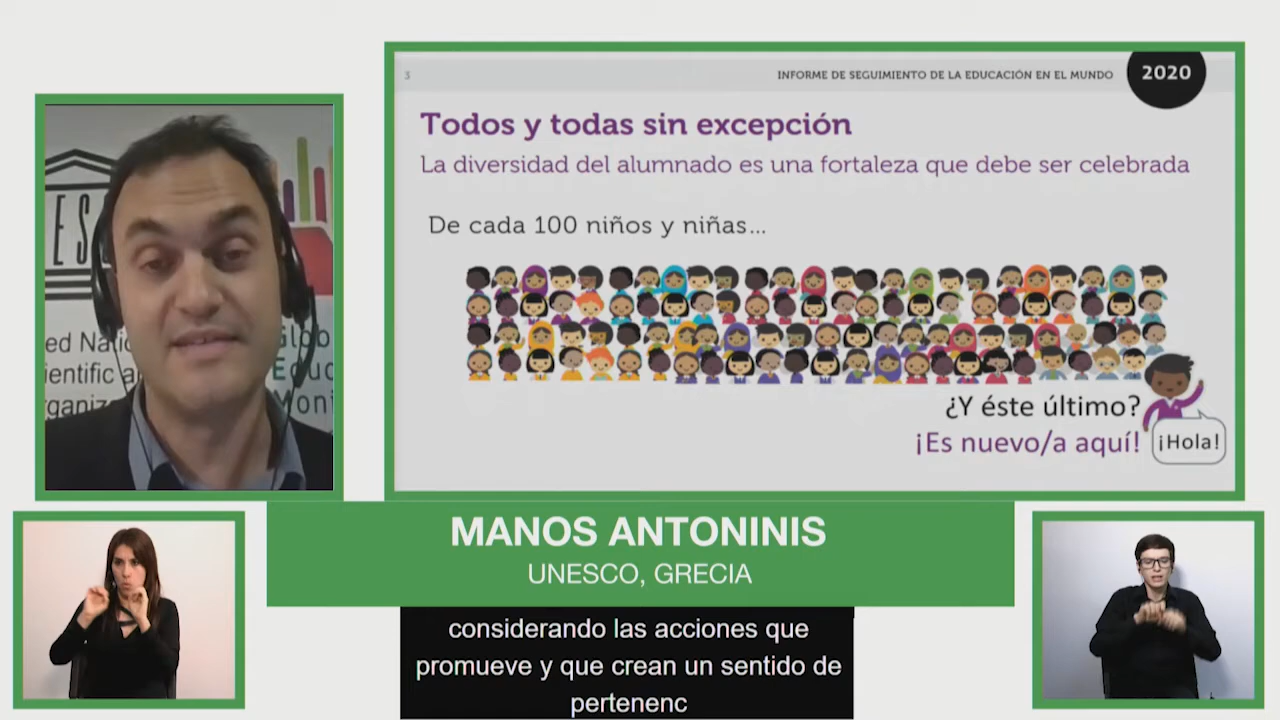 3
INFORME DE SEGUIMIENTO DE LA EDUCACIÓN EN EL MUNDO
2020
Todos y todas sin excepción
La diversidad del alumnado es una fortaleza que debe ser celebrada
De cada 100 niños y niñas...
¿Y éste último?
¡Es nuevo/a aquí!
¡Hola!
MANOS ANTONINIS
UNESCO, GRECIA
considerando las acciones que
promueve y que crean un sentido de
pertenenc